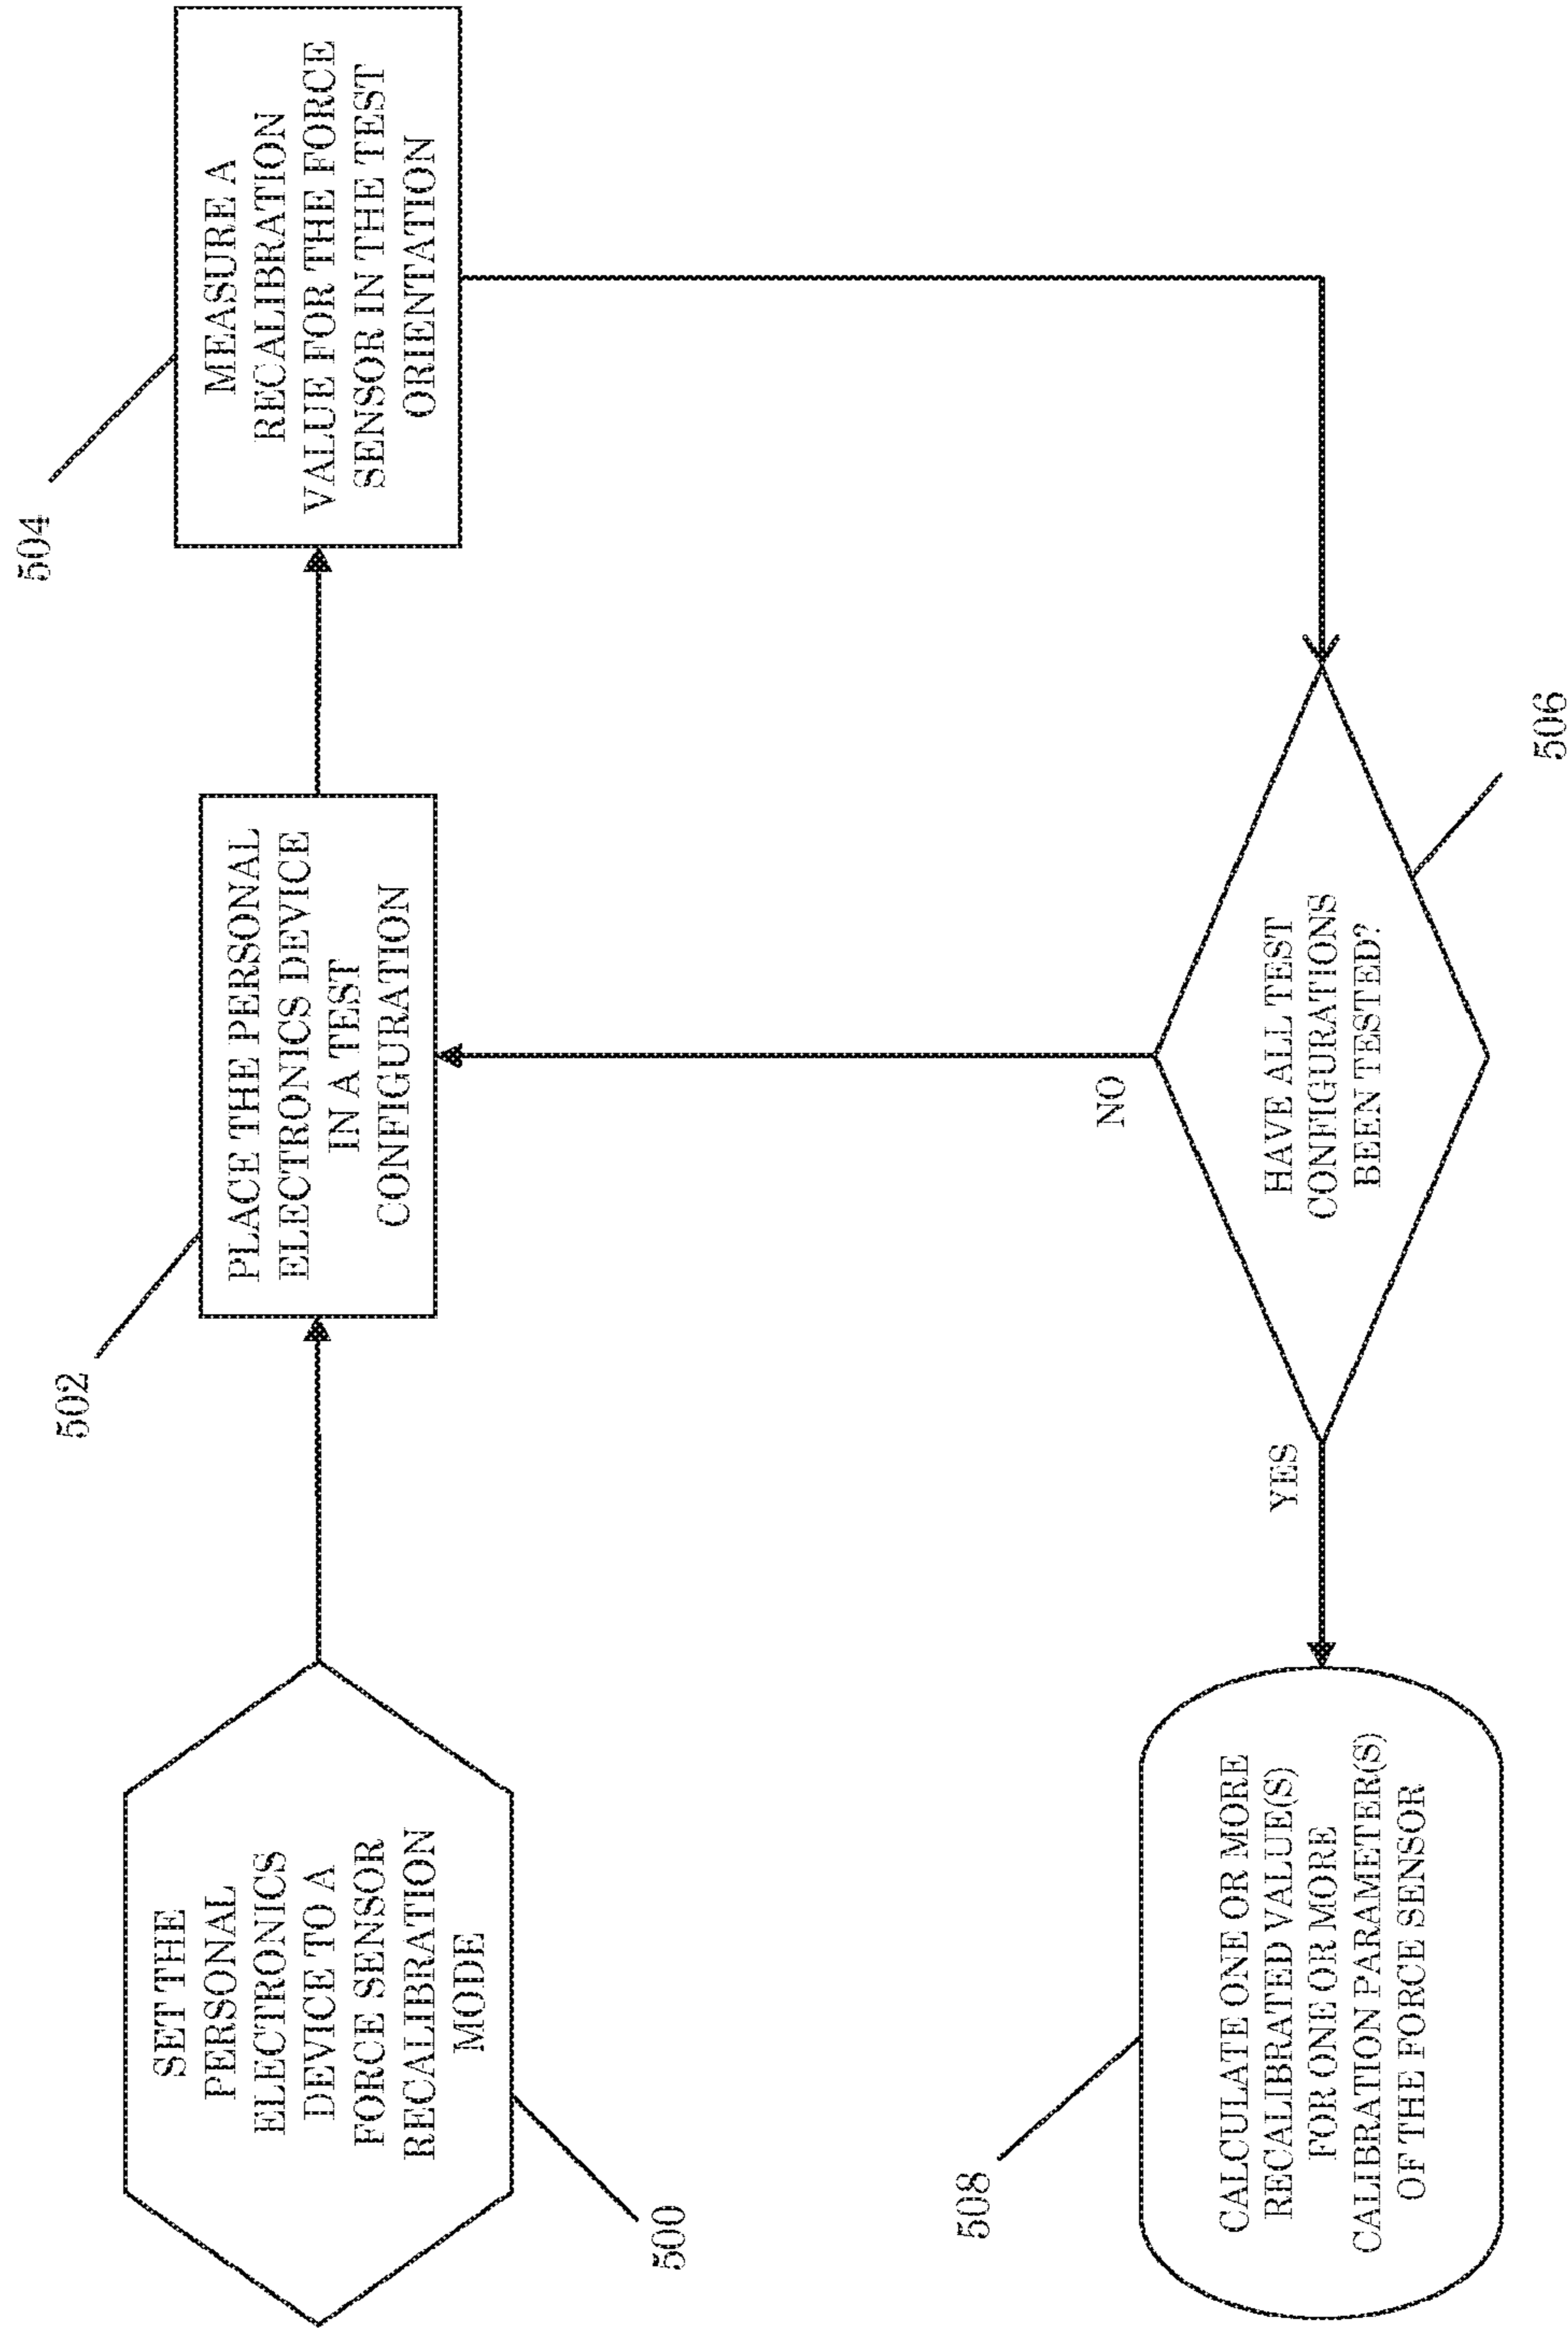 500
SET THE
PERSONAL
ELECTRONICS
DEVICE TO A
FORCE SENSOR
RECALIBRATION
MODE
502
PLACE THE PERSONAL
ELECTRONICS DEVICE
IN A TEST
CONFIGURATION
504
MEASURE A
RECALIBRATION
VALUE FOR THE FORCE
SENSOR IN THE TEST
ORIENTATION
506
HAVE ALL TEST
CONFIGURATIONS
BEEN TESTED?
NO
YES
508
CALCULATE ONE OR MORE
RECALIBRATED VALUE(S)
FOR ONE OR MORE
CALIBRATION PARAMETER(S)
OF THE FORCE SENSOR